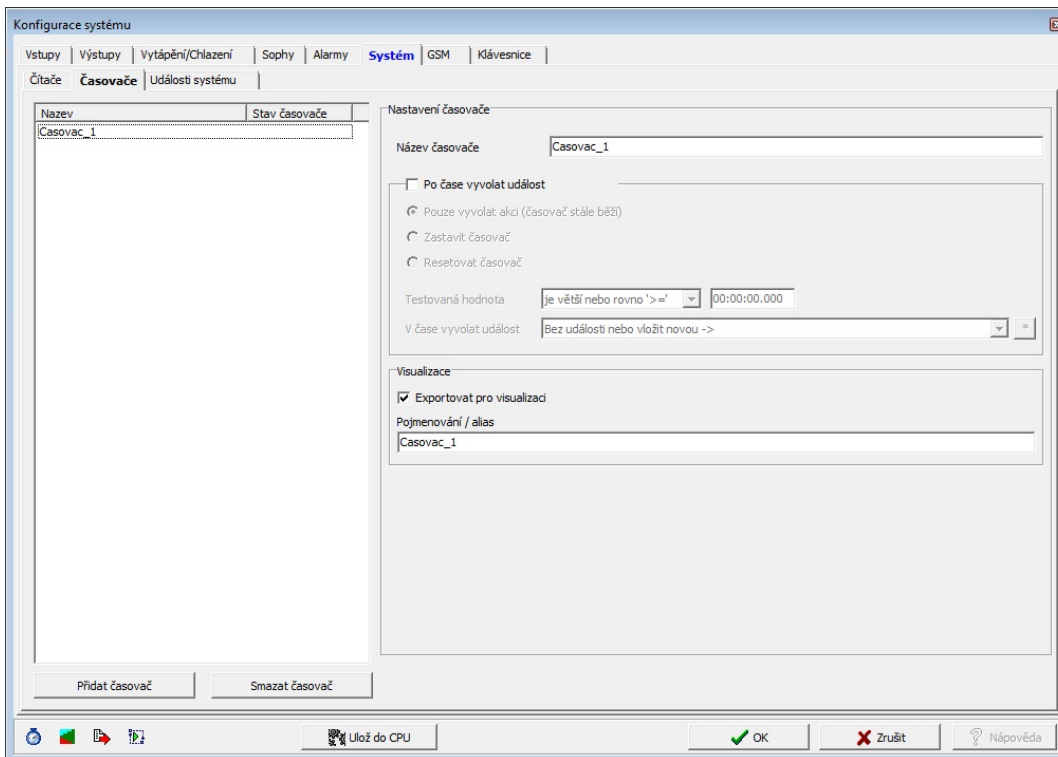 Konfigurace systému
Vstupy Výstupy Vytápění/Chlazení Sophy Alarmy Systém GSM Klávesnice
Čítače Časovače Události systému
Nazev Stav časovače
Casovac_1
Nastavení časovače
Název časovače Casovac_1
Po čase vyvolat událost
Pouze vyvolat akci (časovač stále běží)
Zastavit časovač
Resetovat časovač
Testovaná hodnota je větší nebo rovno '>=' 00:00:00.000
V čase vyvolat událost Bez události nebo vložit novou -> *
Visualizace
Exportovat pro visualizaci
Pojmenování / alias
Casovac_1
Přidat časovač Smazat časovač
Ulož do CPU OK Zrušit Nápověda